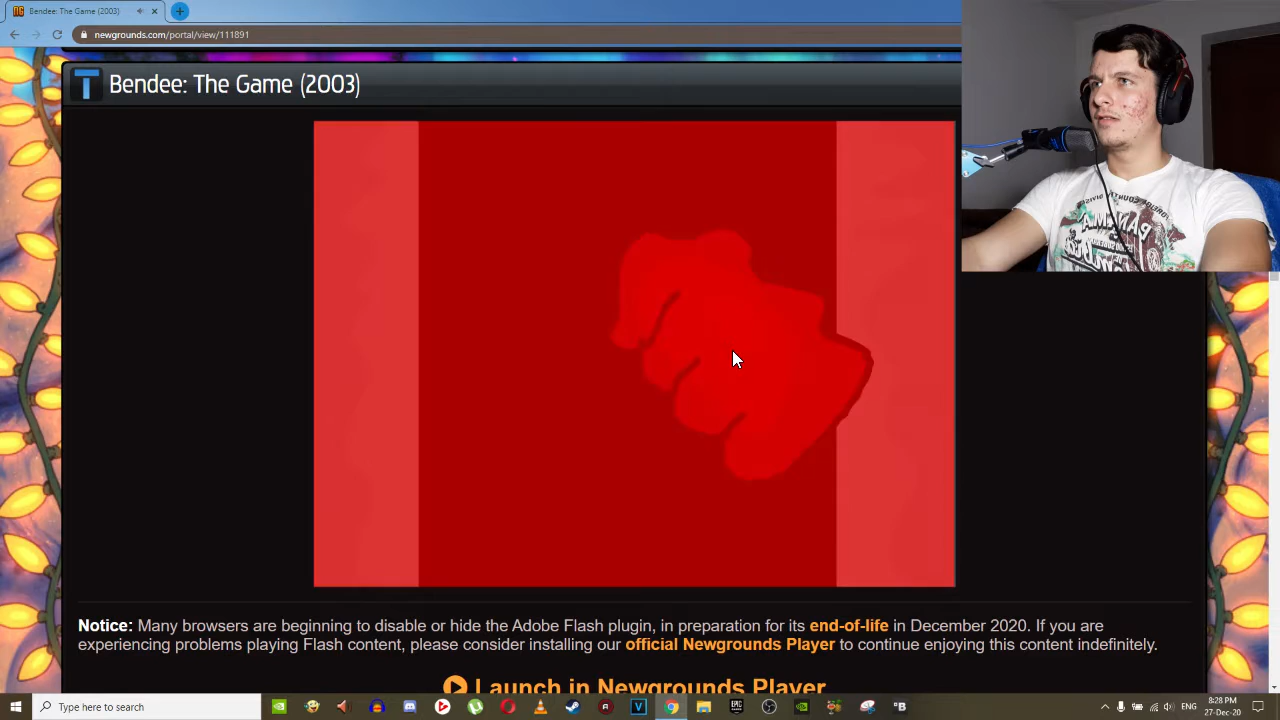 Bendee: The Game (2003)
newgrounds.com/portal/view/111891
T Bendee: The Game (2003)
PANEMA
Notice: Many browsers are beginning to disable or hide the Adobe Flash plugin, in preparation for its end-of-life in December 2020. If you are
experiencing problems playing Flash content, please consider installing our official Newgrounds Player to continue enjoying this content indefinitely.
Launch in Newgrounds Player
Type here to search
ENG
8:28 PM
27-Dec-20